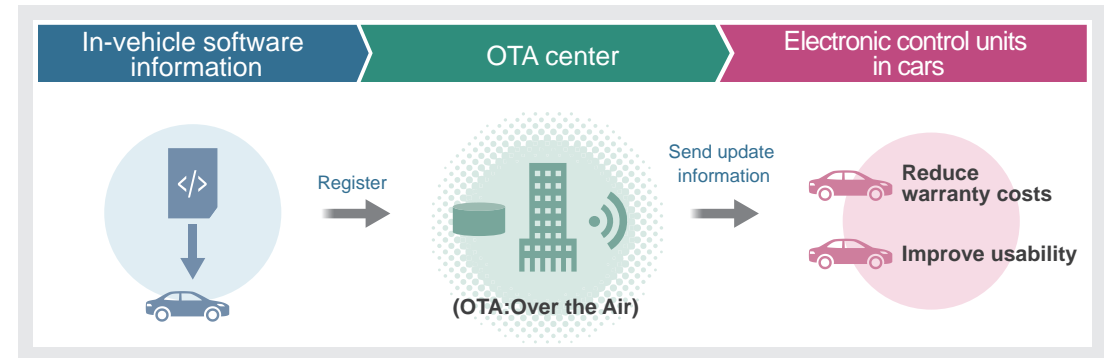 In-vehicle software
information
OTA center
Electronic control units
in cars
</>
Register
(OTA:Over the Air)
Send update
information
Reduce
warranty costs
Improve usability